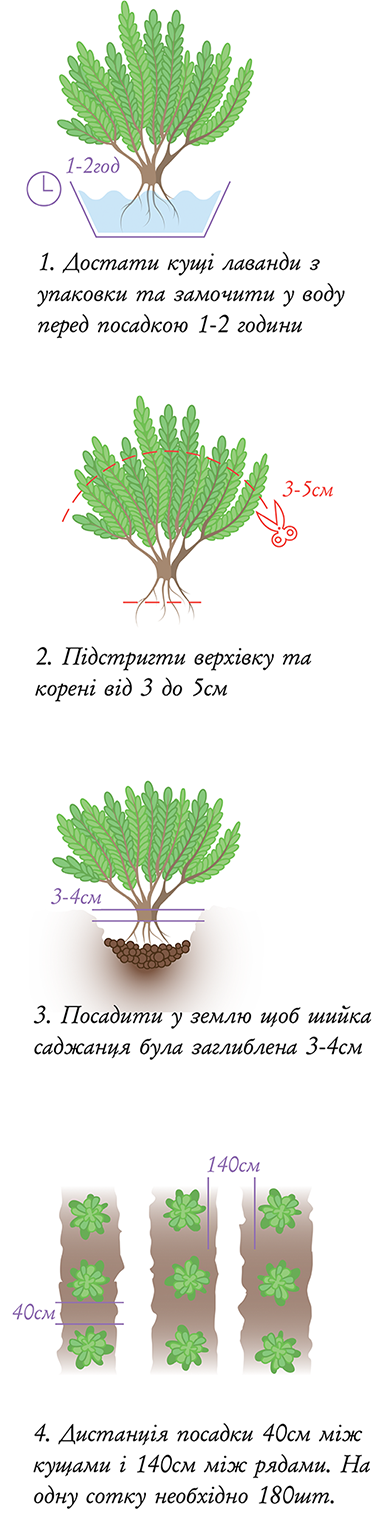 1-2год
1. Достати кущі лаванди з
упаковки та замочити у воду
перед посадкою 1-2 години
3-5см
2. Підстригти верхівку та
корені від 3 до 5см
3-4см
3. Посадити у землю щоб шийка
саджанця була заглиблена 3-4см
140см
40см
4. Дистанція посадки 40см між
кущами і 140см між рядами. На
одну сотку необхідно 180шт.